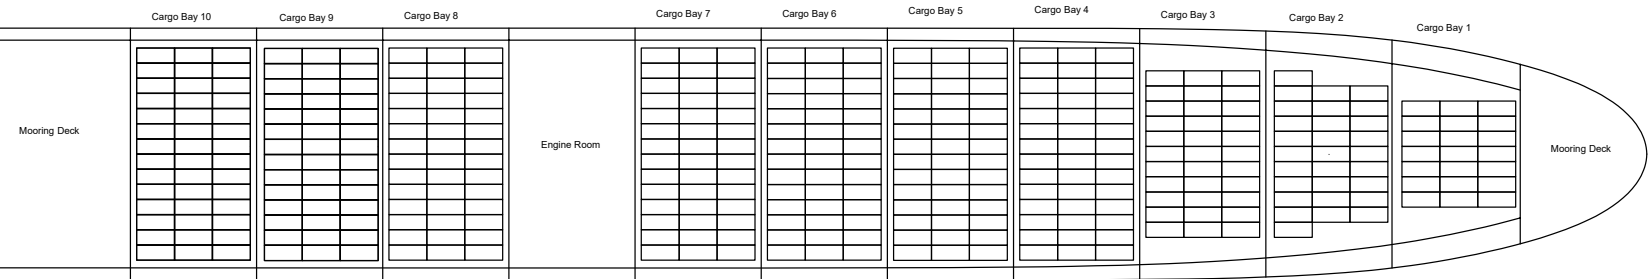 Cargo Bay 10
Cargo Bay 9
Cargo Bay 8
Cargo Bay 7
Cargo Bay 6
Cargo Bay 5
Cargo Bay 4
Cargo Bay 3
Cargo Bay 2
Cargo Bay 1
Mooring Deck
Engine Room
Mooring Deck